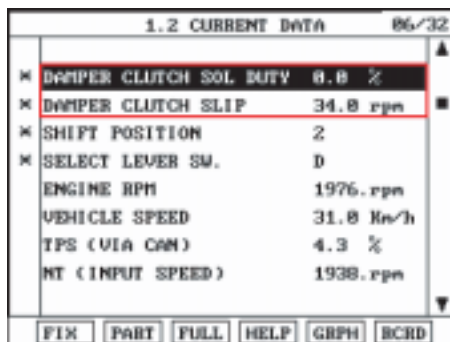 1.2 CURRENT DATA 06/32
× DAMPER CLUTCH SOL DUTY 0.0 %
× DAMPER CLUTCH SLIP 34.0 rpm
× SHIFT POSITION 2
× SELECT LEVER SW. D
ENGINE RPM 1976.rpm
VEHICLE SPEED 31.0 Km/h
TPS (VIA CAN) 4.3 %
NT (INPUT SPEED) 1938.rpm
FIX PART FULL HELP GRPH RCRD